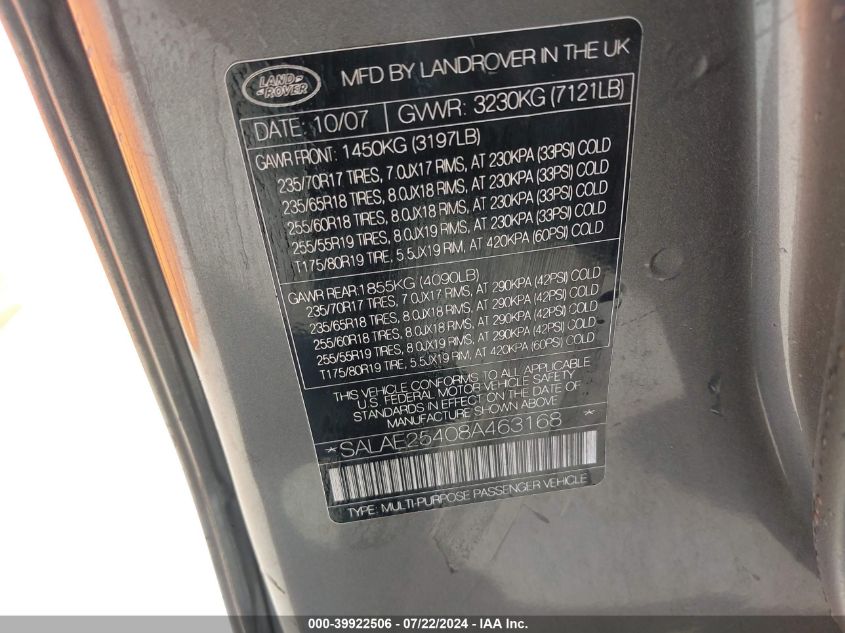 LAND
ROVER
MFD BY LANDROVER IN THE UK
DATE: 10/07 GVWR: 3230KG (7121LB)
GAWR FRONT: 1450KG (3197LB)
235/70R17 TIRES, 7.0JX17 RIMS, AT 230KPA (33PSI) COLD
235/65R18 TIRES, 8.0JX18 RIMS, AT 230KPA (33PSI) COLD
255/60R18 TIRES, 8.0JX18 RIMS, AT 230KPA (33PSI) COLD
255/55R19 TIRES, 8.0JX19 RIMS, AT 230KPA (33PSI) COLD
T175/80R19 TIRE, 5.5JX19 RIM, AT 420KPA (60PSI) COLD
GAWR REAR: 1855KG (4090LB)
235/70R17 TIRES, 7.0JX17 RIMS, AT 290KPA (42PSI) COLD
235/65R18 TIRES, 8.0JX18 RIMS, AT 290KPA (42PSI) COLD
255/60R18 TIRES, 8.0JX18 RIMS, AT 290KPA (42PSI) COLD
255/55R19 TIRES, 8.0JX19 RIMS, AT 290KPA (42PSI) COLD
T175/80R19 TIRE, 5.5JX19 RIM, AT 420KPA (60PSI) COLD
THIS VEHICLE CONFORMS TO ALL APPLICABLE
U.S. FEDERAL MOTOR VEHICLE SAFETY
STANDARDS IN EFFECT ON THE DATE OF
MANUFACTURE SHOWN ABOVE
*SALAE25408A463168 *
TYPE: MULTI-PURPOSE PASSENGER VEHICLE
000-39922506 - 07/22/2024 - IAA Inc.